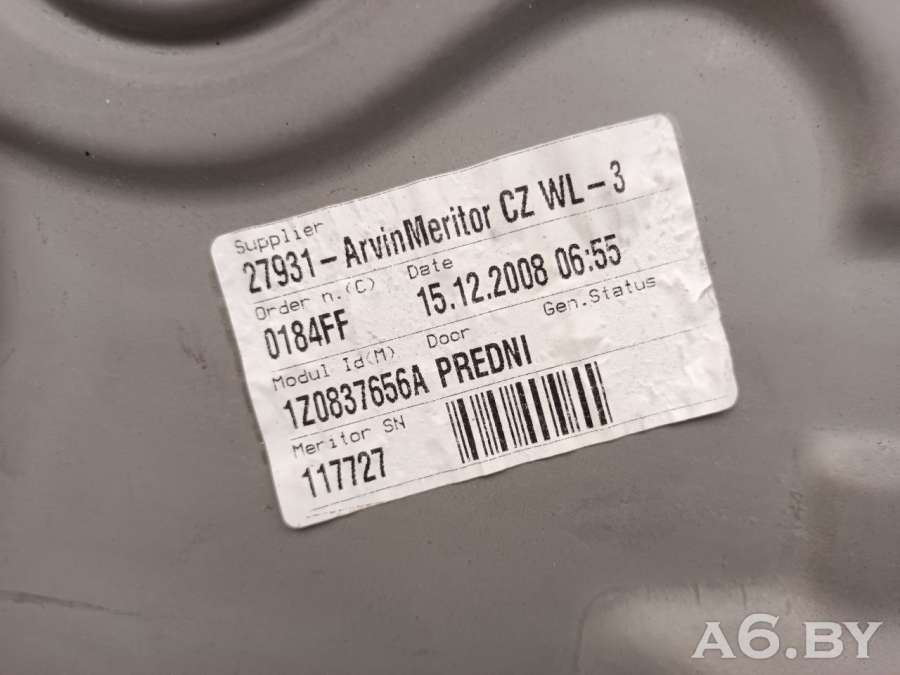 Supplier
27931-ArvinMeritor CZ WL-3
Order n.(C) Date
0184FF 15.12.2008 06:55
Modul Id(M) Door Gen.Status
1Z0837656A PREDNI
Meritor SN
117727
A6.BY